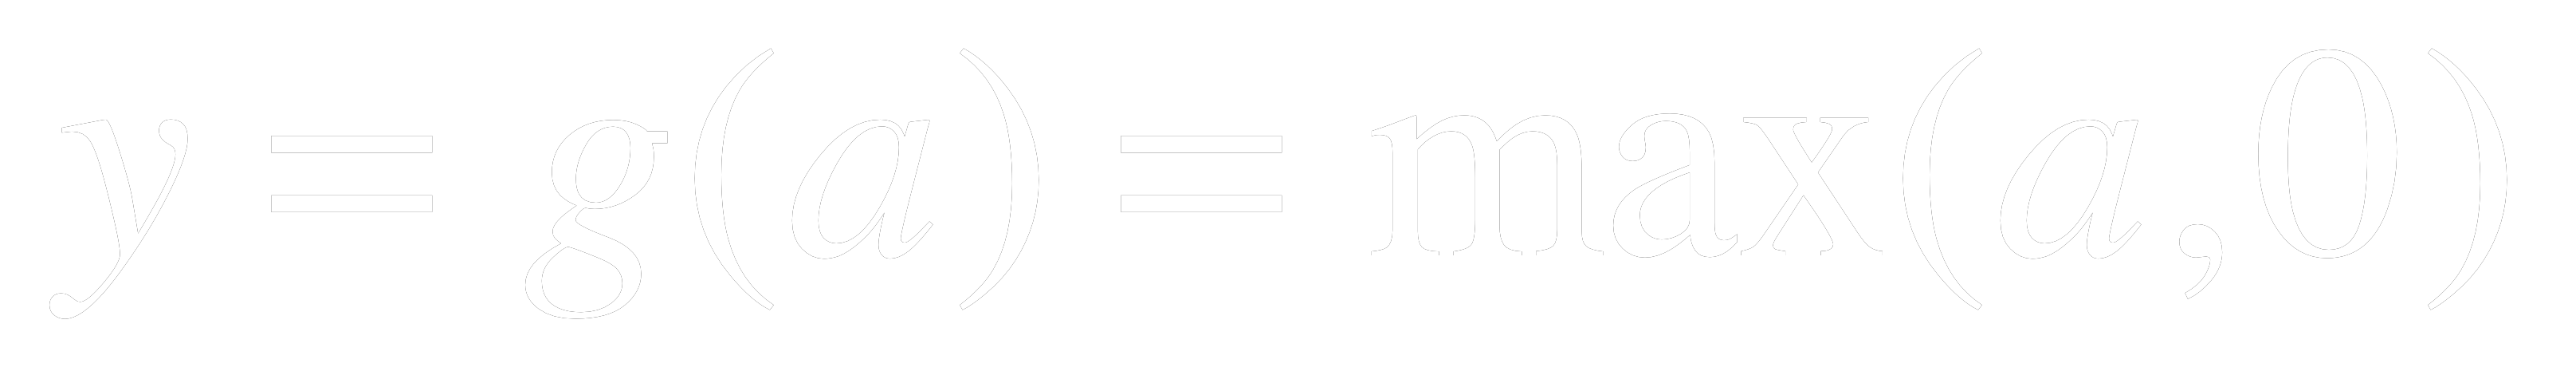 y = g(a) = max(a,0)